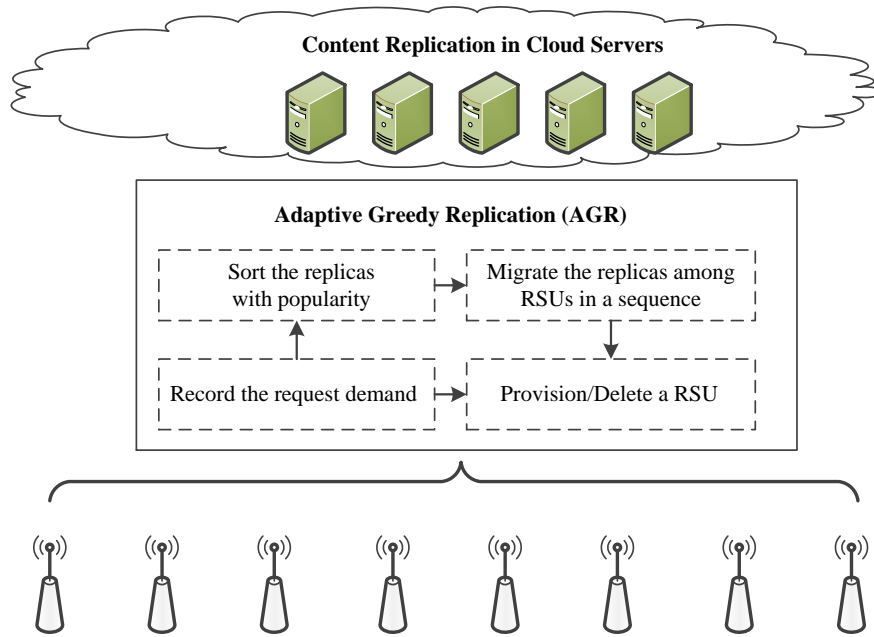 Content Replication in Cloud Servers
Adaptive Greedy Replication (AGR)
Sort the replicas
with popularity
Migrate the replicas among
RSUs in a sequence
Record the request demand
Provision/Delete a RSU